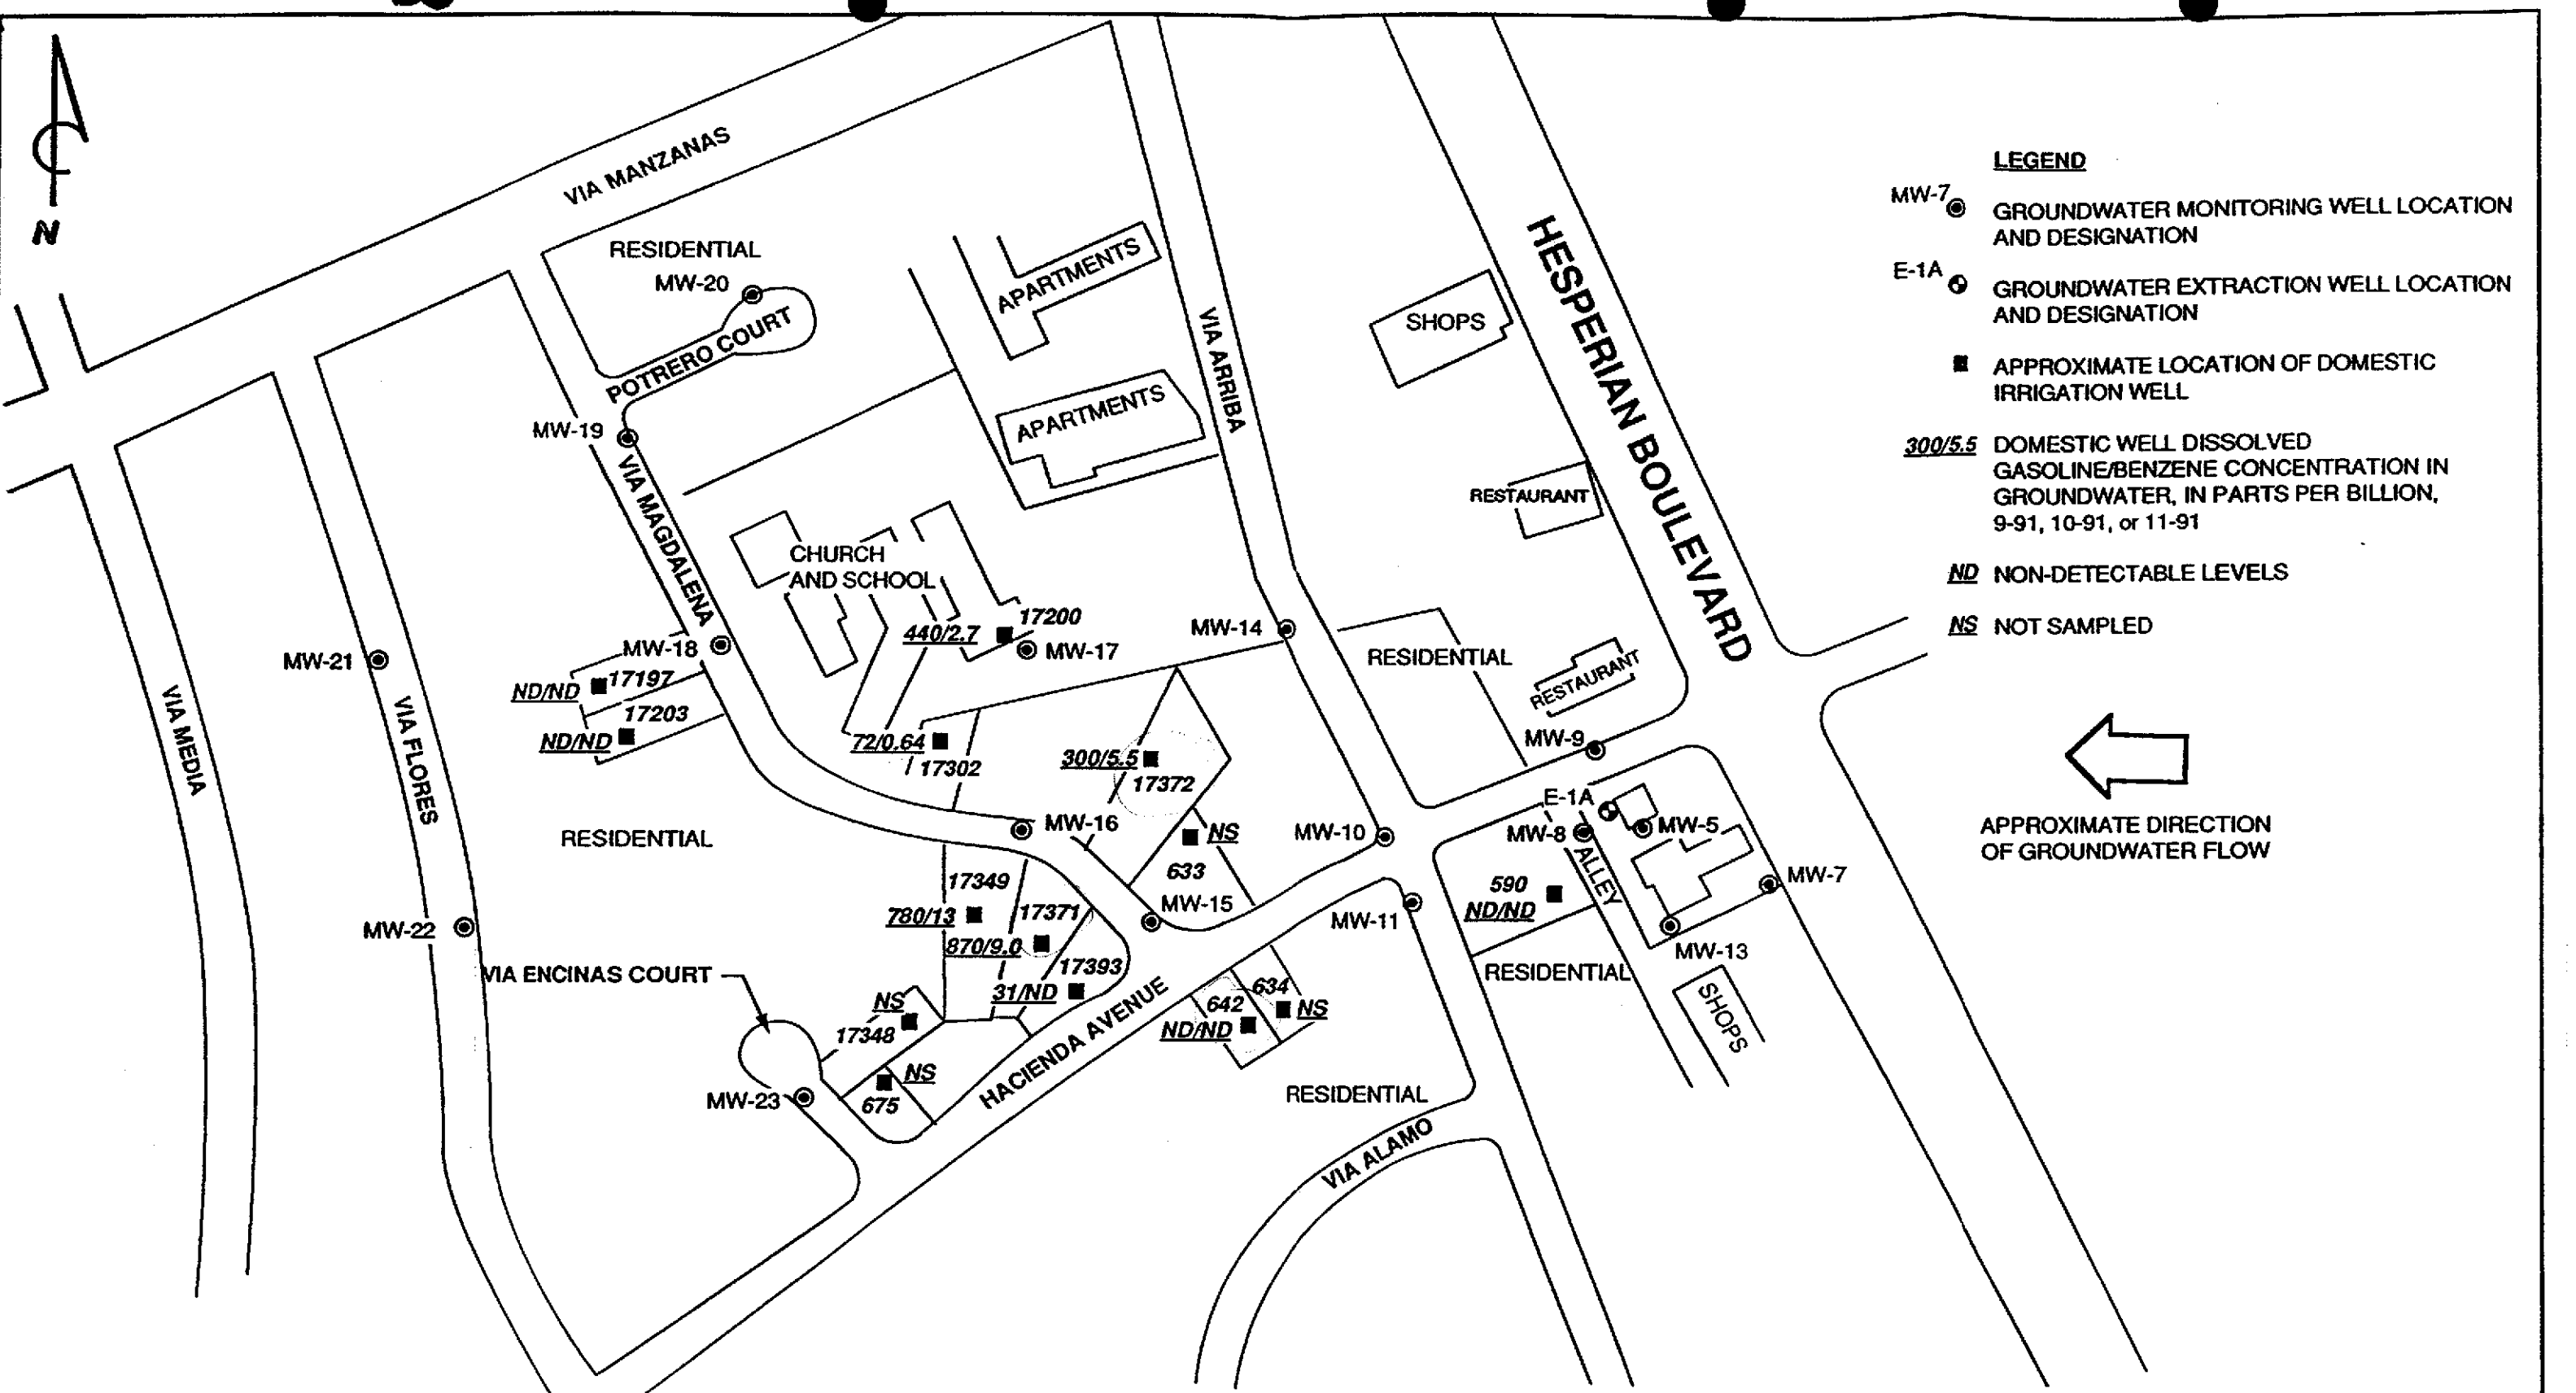 N
VIA MANZANAS
RESIDENTIAL
MW-20
POTRERO COURT
MW-19
VIA MAGDALENA
APARTMENTS
APARTMENTS
VIA ARRIBA
SHOPS
HESPERIAN BOULEVARD
RESTAURANT
CHURCH
AND SCHOOL
17200
440/2.7
MW-17
MW-14
RESIDENTIAL
RESTAURANT
MW-18
MW-21
17197
ND/ND
17203
ND/ND
VIA MEDIA
VIA FLORES
72/0.64
17302
300/5.5
17372
MW-9
E-1A
MW-8
MW-5
ALLEY
MW-7
RESIDENTIAL
MW-16
NS
633
MW-10
MW-15
MW-11
590
ND/ND
MW-13
RESIDENTIAL
SHOPS
17349
780/13
17371
870/9.0
17393
31/ND
MW-22
VIA ENCINAS COURT
NS
17348
NS
675
MW-23
HACIENDA AVENUE
642
ND/ND
634
NS
RESIDENTIAL
VIA ALAMO
LEGEND
MW-7
GROUNDWATER MONITORING WELL LOCATION
AND DESIGNATION
E-1A
GROUNDWATER EXTRACTION WELL LOCATION
AND DESIGNATION
APPROXIMATE LOCATION OF DOMESTIC
IRRIGATION WELL
300/5.5 DOMESTIC WELL DISSOLVED
GASOLINE/BENZENE CONCENTRATION IN
GROUNDWATER, IN PARTS PER BILLION,
9-91, 10-91, or 11-91
ND NON-DETECTABLE LEVELS
NS NOT SAMPLED
APPROXIMATE DIRECTION
OF GROUNDWATER FLOW